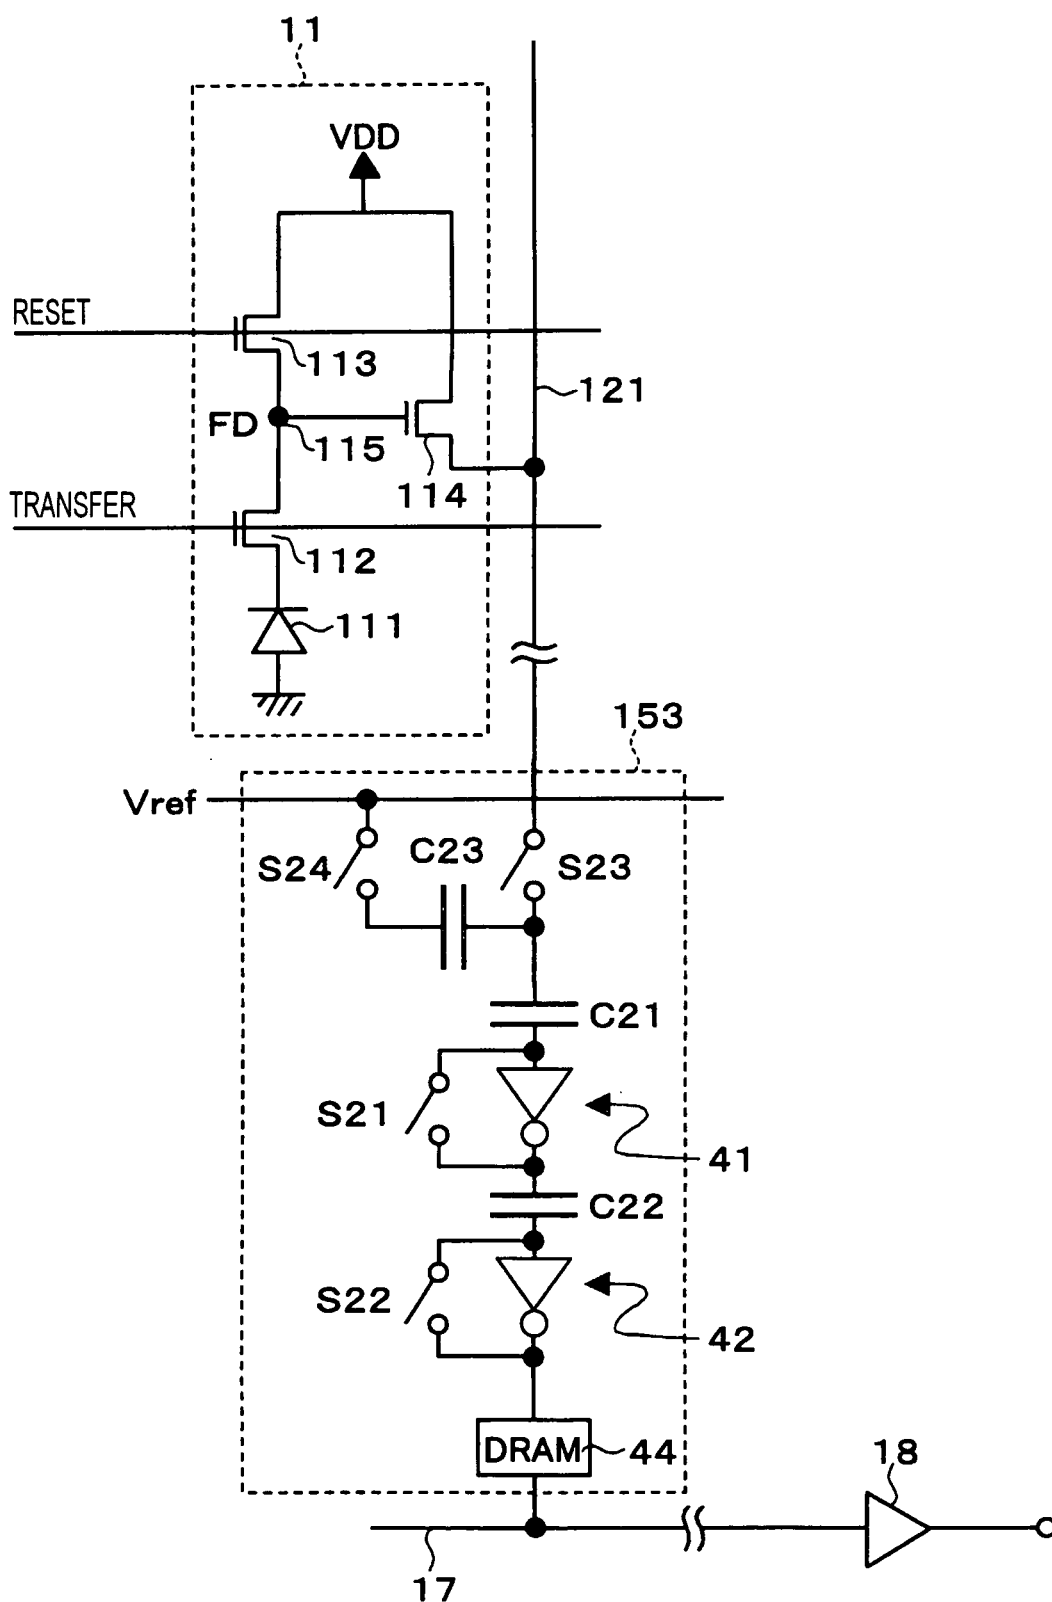 11
VDD
RESET
113
121
FD
115
114
TRANSFER
112
111
153
Vref
C23
S24
S23
C21
S21
41
C22
S22
42
DRAM
44
18
17